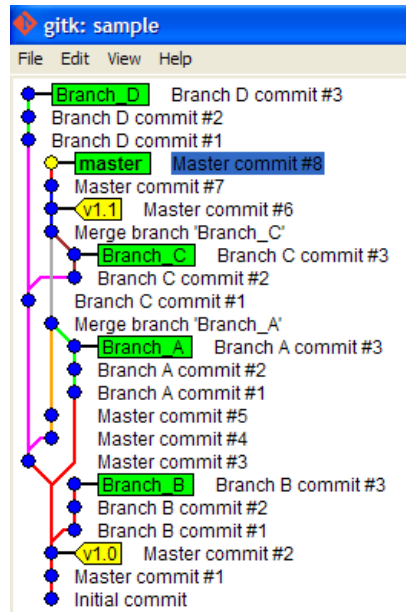 gitk: sample
File Edit View Help
Branch_D Branch D commit #3
Branch D commit #2
Branch D commit #1
master Master commit #8
Master commit #7
v1.1 Master commit #6
Merge branch 'Branch_C'
Branch_C Branch C commit #3
Branch C commit #2
Branch C commit #1
Merge branch 'Branch_A'
Branch_A Branch A commit #3
Branch A commit #2
Branch A commit #1
Master commit #5
Master commit #4
Master commit #3
Branch_B Branch B commit #3
Branch B commit #2
Branch B commit #1
v1.0 Master commit #2
Master commit #1
Initial commit